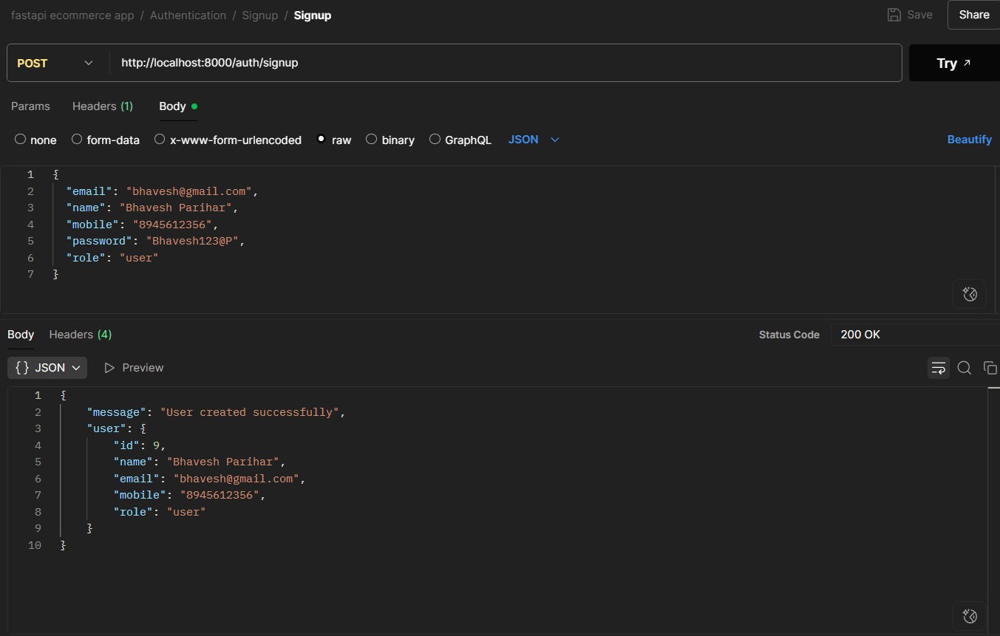 fastapi ecommerce app / Authentication / Signup / Signup Save Share
POST http://localhost:8000/auth/signup Try
Params Headers (1) Body
none form-data x-www-form-urlencoded raw binary GraphQL JSON Beautify
1 {
2 "email": "bhavesh@gmail.com",
3 "name": "Bhavesh Parihar",
4 "mobile": "8945612356",
5 "password": "Bhavesh123@P",
6 "role": "user"
7 }
Body Headers (4) Status Code 200 OK
{} JSON Preview
1 {
2 "message": "User created successfully",
3 "user": {
4 "id": 9,
5 "name": "Bhavesh Parihar",
6 "email": "bhavesh@gmail.com",
7 "mobile": "8945612356",
8 "role": "user"
9 }
10 }